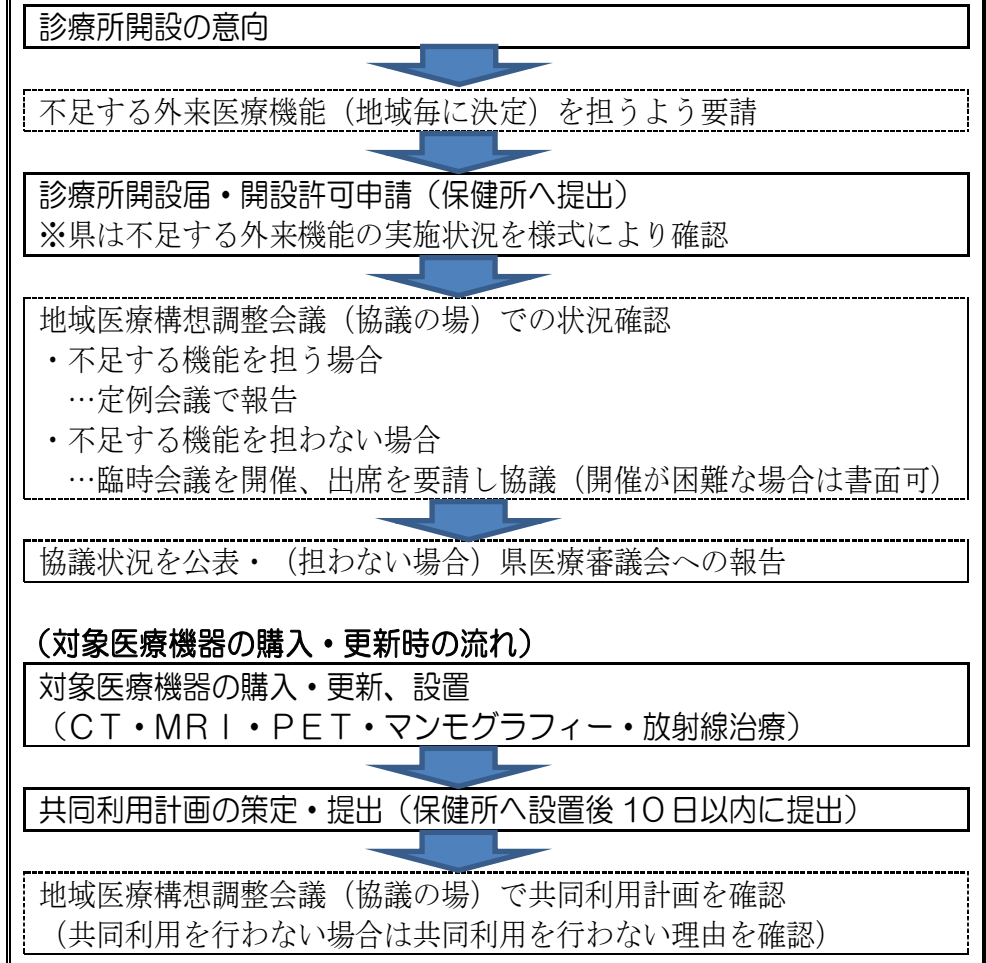 診療所開設の意向
不足する外来医療機能（地域毎に決定）を担うよう要請
診療所開設届・開設許可申請（保健所へ提出）
※県は不足する外来機能の実施状況を様式により確認
地域医療構想調整会議（協議の場）での状況確認
・不足する機能を担う場合
…定例会議で報告
・不足する機能を担わない場合
…臨時会議を開催、出席を要請し協議（開催が困難な場合は書面可）
協議状況を公表・（担わない場合）県医療審議会への報告
（対象医療機器の購入・更新時の流れ）
対象医療機器の購入・更新、設置
（ＣＴ・ＭＲＩ・ＰＥＴ・マンモグラフィー・放射線治療）
共同利用計画の策定・提出（保健所へ設置後 10 日以内に提出）
地域医療構想調整会議（協議の場）で共同利用計画を確認
（共同利用を行わない場合は共同利用を行わない理由を確認）